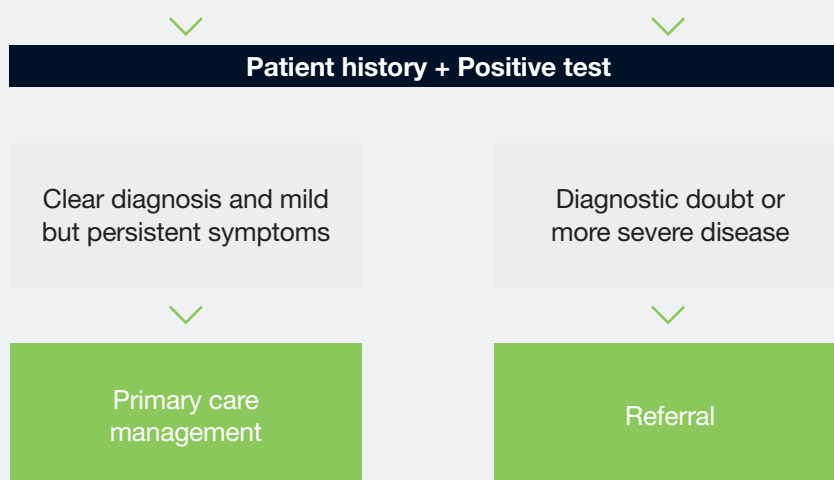 Patient history + Positive test
Clear diagnosis and mild
but persistent symptoms
Diagnostic doubt or
more severe disease
Primary care
management
Referral